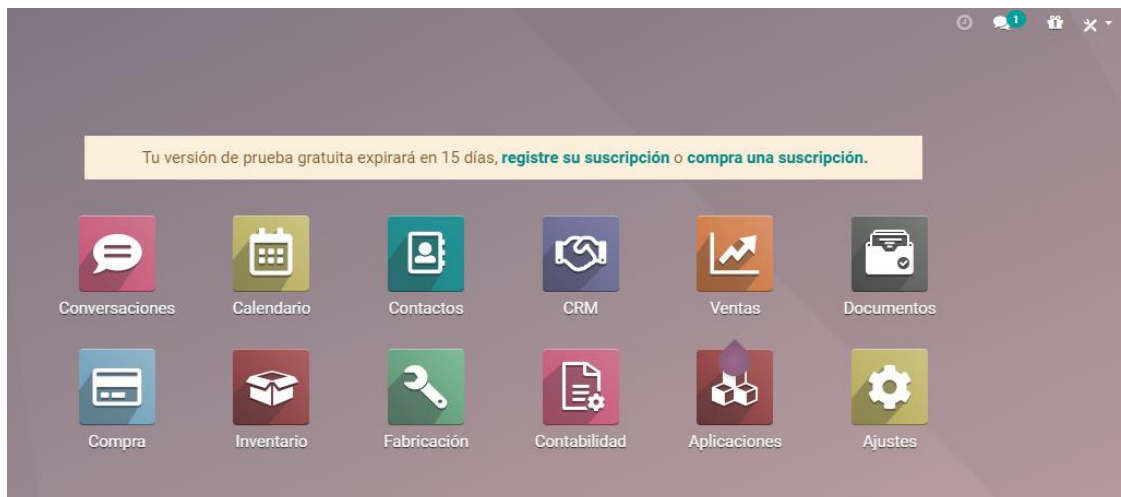 1
Tu versión de prueba gratuita expirará en 15 días, registre su suscripción o compra una suscripción.
Conversaciones
Calendario
Contactos
CRM
Ventas
Documentos
Compra
Inventario
Fabricación
Contabilidad
Aplicaciones
Ajustes